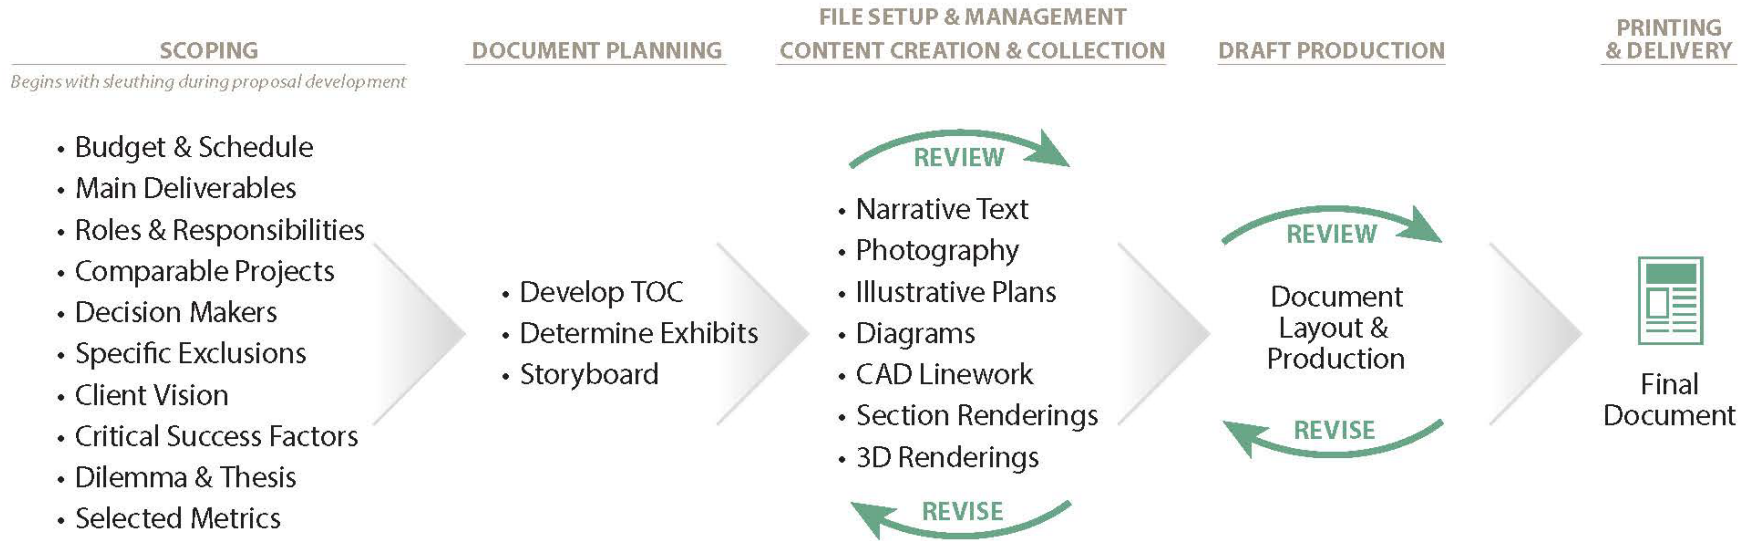 SCOPING
Begins with sleuthing during proposal development
• Budget & Schedule
• Main Deliverables
• Roles & Responsibilities
• Comparable Projects
• Decision Makers
• Specific Exclusions
• Client Vision
• Critical Success Factors
• Dilemma & Thesis
• Selected Metrics
DOCUMENT PLANNING
• Develop TOC
• Determine Exhibits
• Storyboard
FILE SETUP & MANAGEMENT
CONTENT CREATION & COLLECTION
REVIEW
• Narrative Text
• Photography
• Illustrative Plans
• Diagrams
• CAD Linework
• Section Renderings
• 3D Renderings
REVISE
DRAFT PRODUCTION
REVIEW
Document
Layout &
Production
REVISE
PRINTING
& DELIVERY
Final
Document